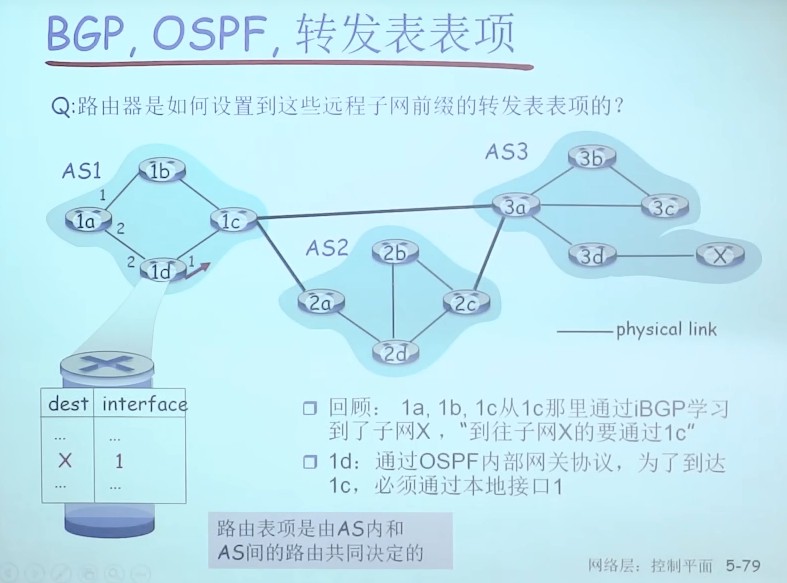 BGP, OSPF, 转发表表项
Q:路由器是如何设置到这些远程子网前缀的转发表表项的?
AS1
1b
1
1a
2
1c
2
1d
1
AS2
2b
2a
2c
2d
AS3
3b
3a
3c
3d
X
physical link
dest interface
... ...
X 1
... ...
回顾: 1a, 1b, 1c从1c那里通过iBGP学习
到了子网X ,“到往子网X的要通过1c”
1d:通过OSPF内部网关协议,为了到达
1c,必须通过本地接口1
路由表项是由AS内和
AS间的路由共同决定的
网络层:控制平面 5-79